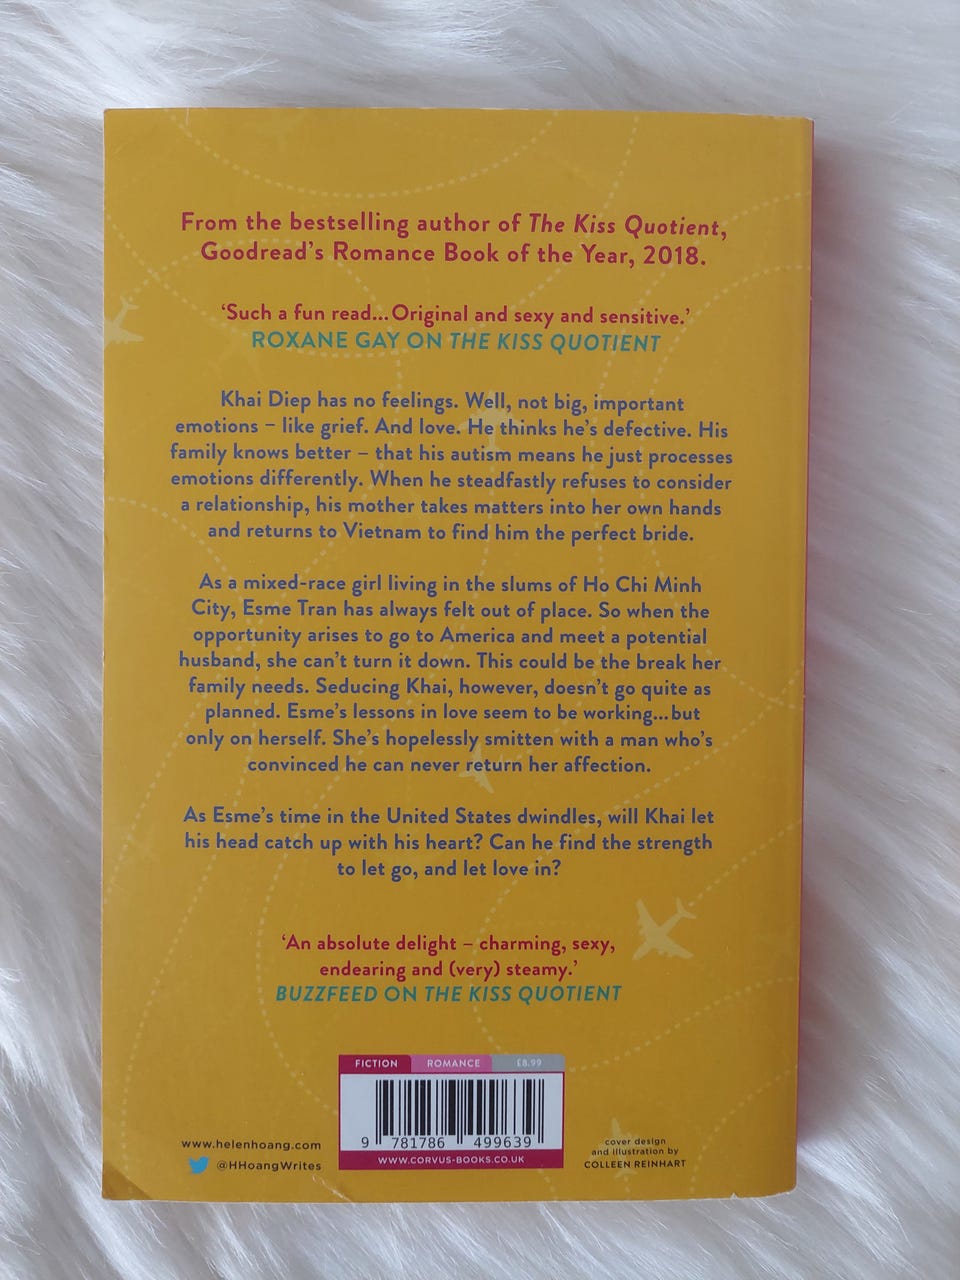 From the bestselling author of The Kiss Quotient,
Goodread's Romance Book of the Year, 2018.
‘Such a fun read...Original and sexy and sensitive.’
ROXANE GAY ON THE KISS QUOTIENT
Khai Diep has no feelings. Well, not big, important
emotions – like grief. And love. He thinks he's defective. His
family knows better – that his autism means he just processes
emotions differently. When he steadfastly refuses to consider
a relationship, his mother takes matters into her own hands
and returns to Vietnam to find him the perfect bride.
As a mixed-race girl living in the slums of Ho Chi Minh
City, Esme Tran has always felt out of place. So when the
opportunity arises to go to America and meet a potential
husband, she can't turn it down. This could be the break her
family needs. Seducing Khai, however, doesn't go quite as
planned. Esme's lessons in love seem to be working...but
only on herself. She's hopelessly smitten with a man who's
convinced he can never return her affection.
As Esme's time in the United States dwindles, will Khai let
his head catch up with his heart? Can he find the strength
to let go, and let love in?
‘An absolute delight – charming, sexy,
endearing and (very) steamy.’
BUZZFEED ON THE KISS QUOTIENT
FICTION ROMANCE £8.99
9 781786 499639
WWW.CORVUS-BOOKS.CO.UK
www.helenhoang.com
@HHoangWrites
cover design
and illustration by
COLLEEN REINHART